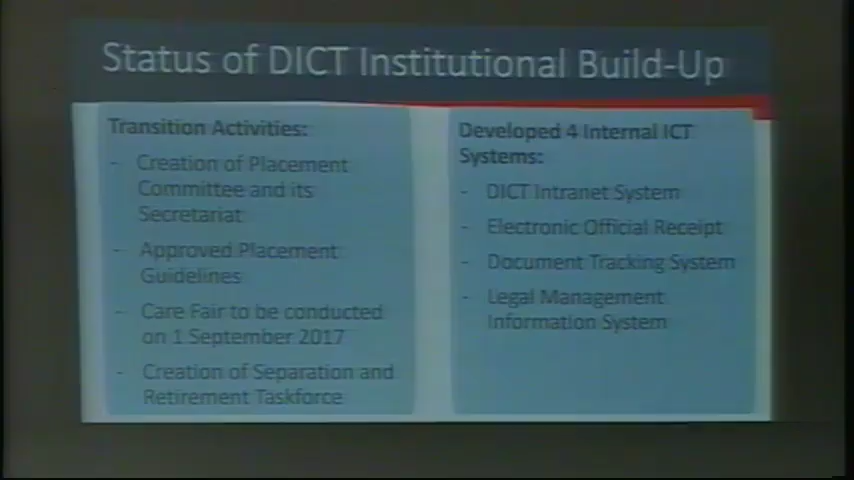 Status of DICT Institutional Build-Up
Transition Activities:
- Creation of Placement
Committee and its
Secretariat
- Approved Placement
Guidelines
- Care Fair to be conducted
on 1 September 2017
- Creation of Separation and
Retirement Taskforce
Developed 4 Internal ICT
Systems:
- DICT Intranet System
- Electronic Official Receipt
- Document Tracking System
- Legal Management
Information System